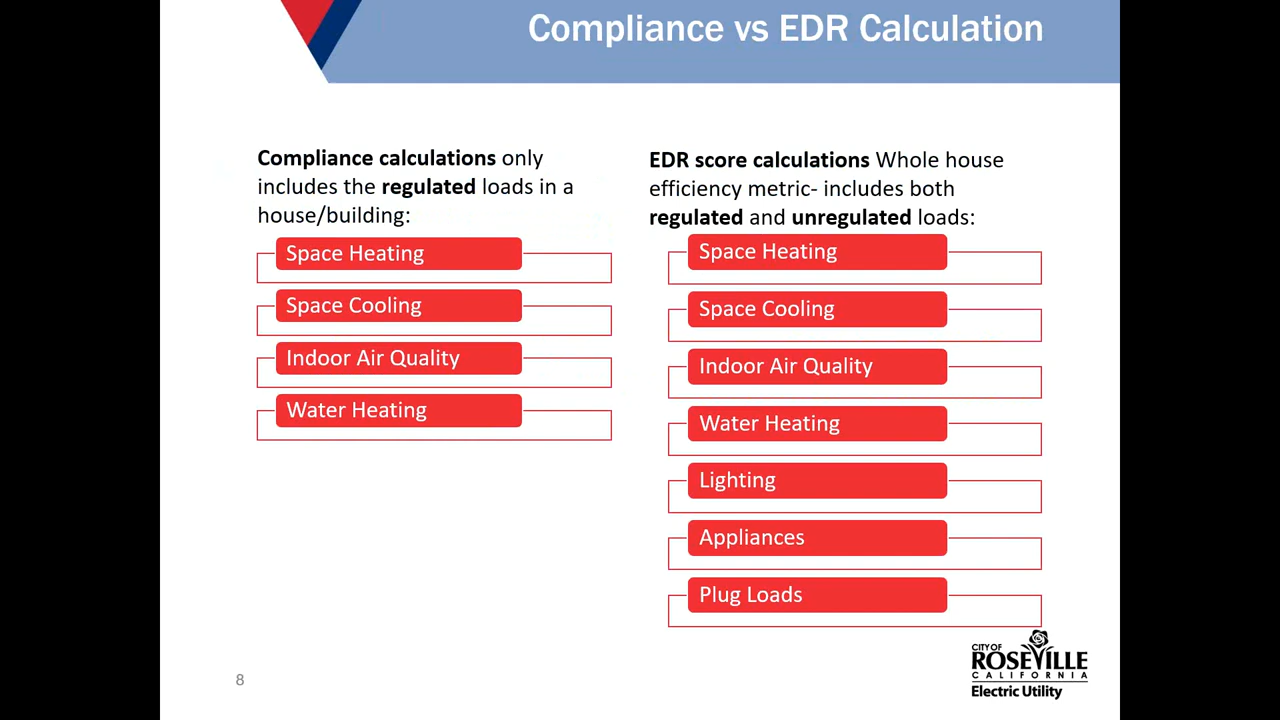 Compliance vs EDR Calculation
Compliance calculations only
includes the regulated loads in a
house/building:
Space Heating
Space Cooling
Indoor Air Quality
Water Heating
EDR score calculations Whole house
efficiency metric- includes both
regulated and unregulated loads:
Space Heating
Space Cooling
Indoor Air Quality
Water Heating
Lighting
Appliances
Plug Loads
8
CITY OF
ROSEVILLE
CALIFORNIA
Electric Utility